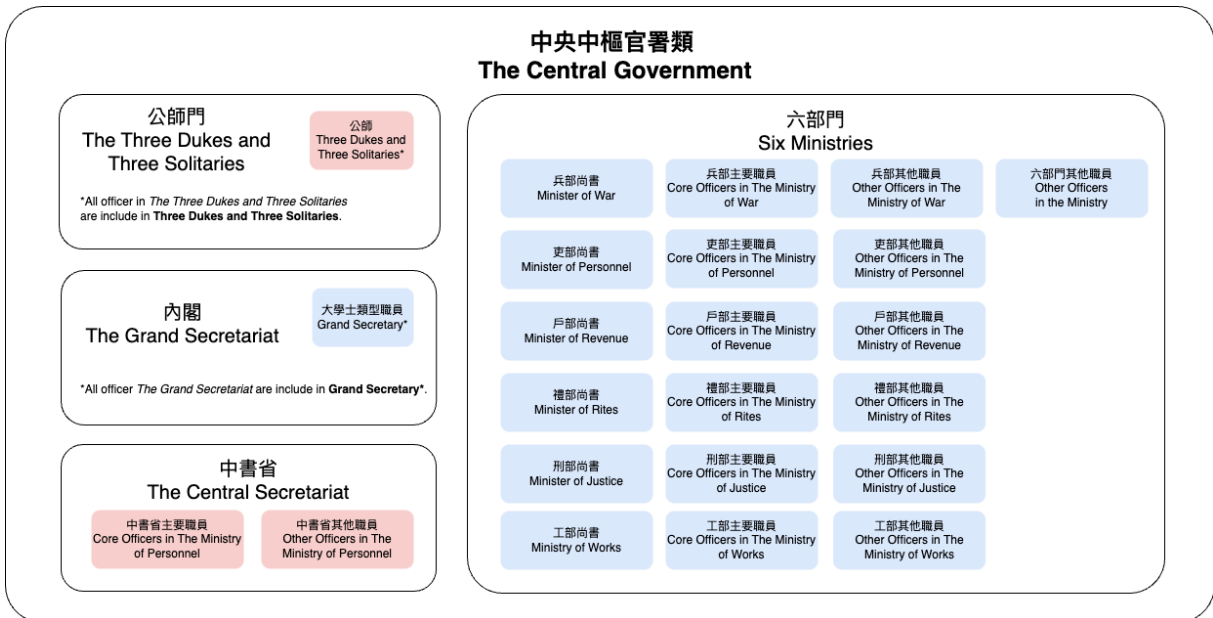 中央中樞官署類
The Central Government
公師門
The Three Dukes and
Three Solitaries
公師
Three Dukes and
Three Solitaries*
*All officer in The Three Dukes and Three Solitaries
are include in Three Dukes and Three Solitaries.
內閣
The Grand Secretariat
大學士類型職員
Grand Secretary*
*All officer The Grand Secretariat are include in Grand Secretary*.
中書省
The Central Secretariat
中書省主要職員
Core Officers in The Ministry
of Personnel
中書省其他職員
Other Officers in The
Ministry of Personnel
六部門
Six Ministries
兵部尚書
Minister of War
兵部主要職員
Core Officers in The Ministry
of War
兵部其他職員
Other Officers in The
Ministry of War
六部門其他職員
Other Officers
in the Ministry
吏部尚書
Minister of Personnel
吏部主要職員
Core Officers in The Ministry
of Personnel
吏部其他職員
Other Officers in The
Ministry of Personnel
戶部尚書
Minister of Revenue
戶部主要職員
Core Officers in The Ministry
of Revenue
戶部其他職員
Other Officers in The
Ministry of Revenue
禮部尚書
Minister of Rites
禮部主要職員
Core Officers in The Ministry
of Rites
禮部其他職員
Other Officers in The
Ministry of Rites
刑部尚書
Minister of Justice
刑部主要職員
Core Officers in The Ministry
of Justice
刑部其他職員
Other Officers in The
Ministry of Justice
工部尚書
Ministry of Works
工部主要職員
Core Officers in The Ministry
of Works
工部其他職員
Other Officers in The
Ministry of Works